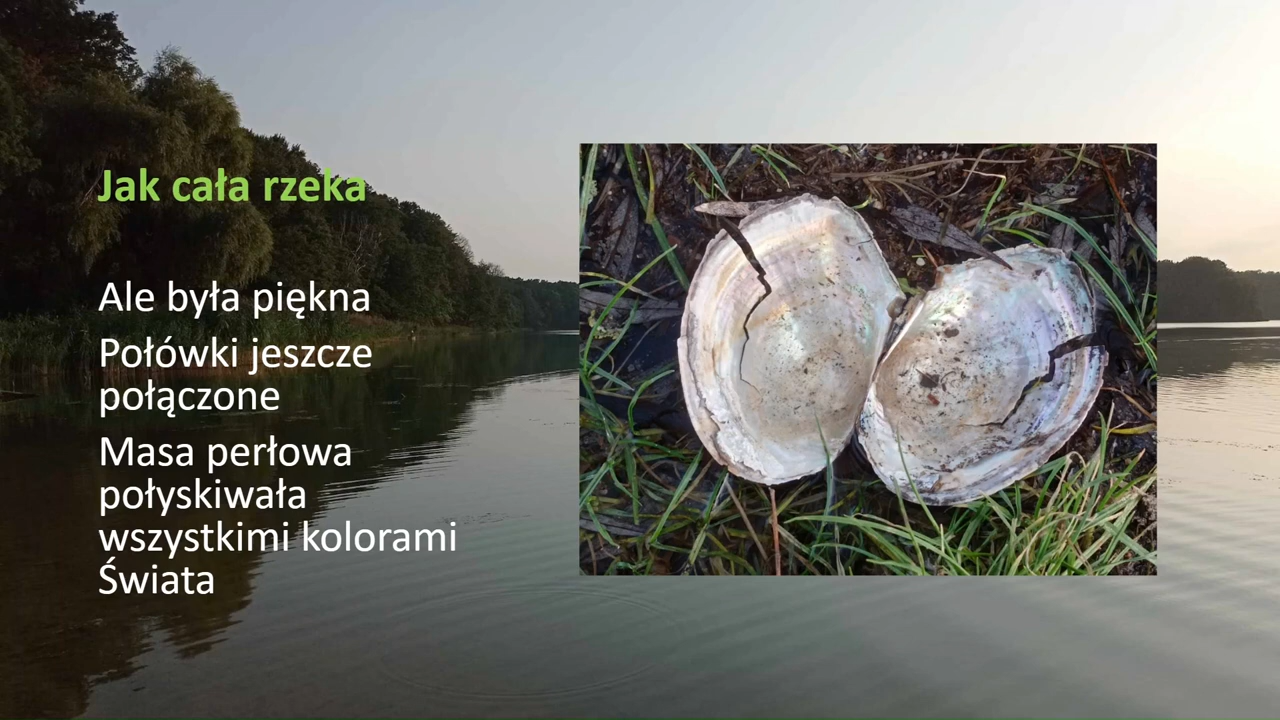 Jak cała rzeka
Ale była piękna
Połówki jeszcze
połączone
Masa perłowa
połyskiwała
wszystkimi kolorami
Świata